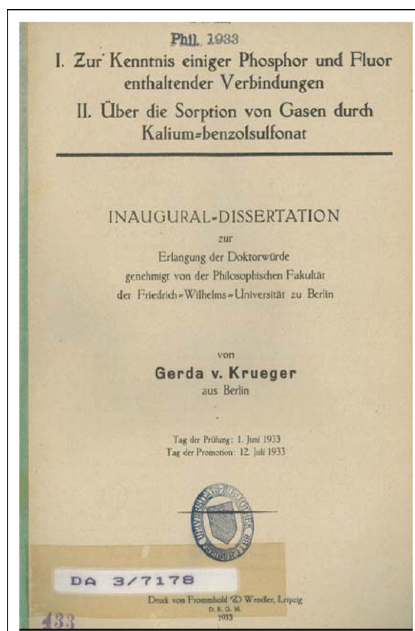 Phil. 1933
I. Zur Kenntnis einiger Phosphor und Fluor
enthaltender Verbindungen
II. Über die Sorption von Gasen durch
Kalium=benzolsulfonat
INAUGURAL=DISSERTATION
zur
Erlangung der Doktorwürde
genehmigt von der Philosophischen Fakultät
der Friedrich=Wilhelms=Universität zu Berlin
von
Gerda v. Krueger
aus Berlin
Tag der Prüfung: 1. Juni 1933
Tag der Promotion: 12. Juli 1933
DA 3/7178
Druck von Frommhold & Wendler, Leipzig
1933
433